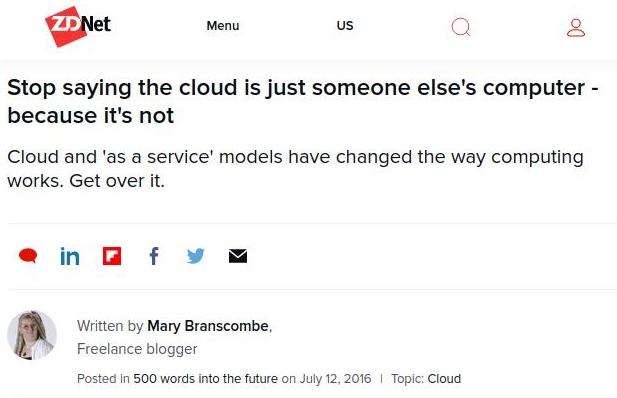 ZDNet Menu US
Stop saying the cloud is just someone else's computer -
because it's not
Cloud and 'as a service' models have changed the way computing
works. Get over it.
in f
Written by Mary Branscombe,
Freelance blogger
Posted in 500 words into the future on July 12, 2016 | Topic: Cloud